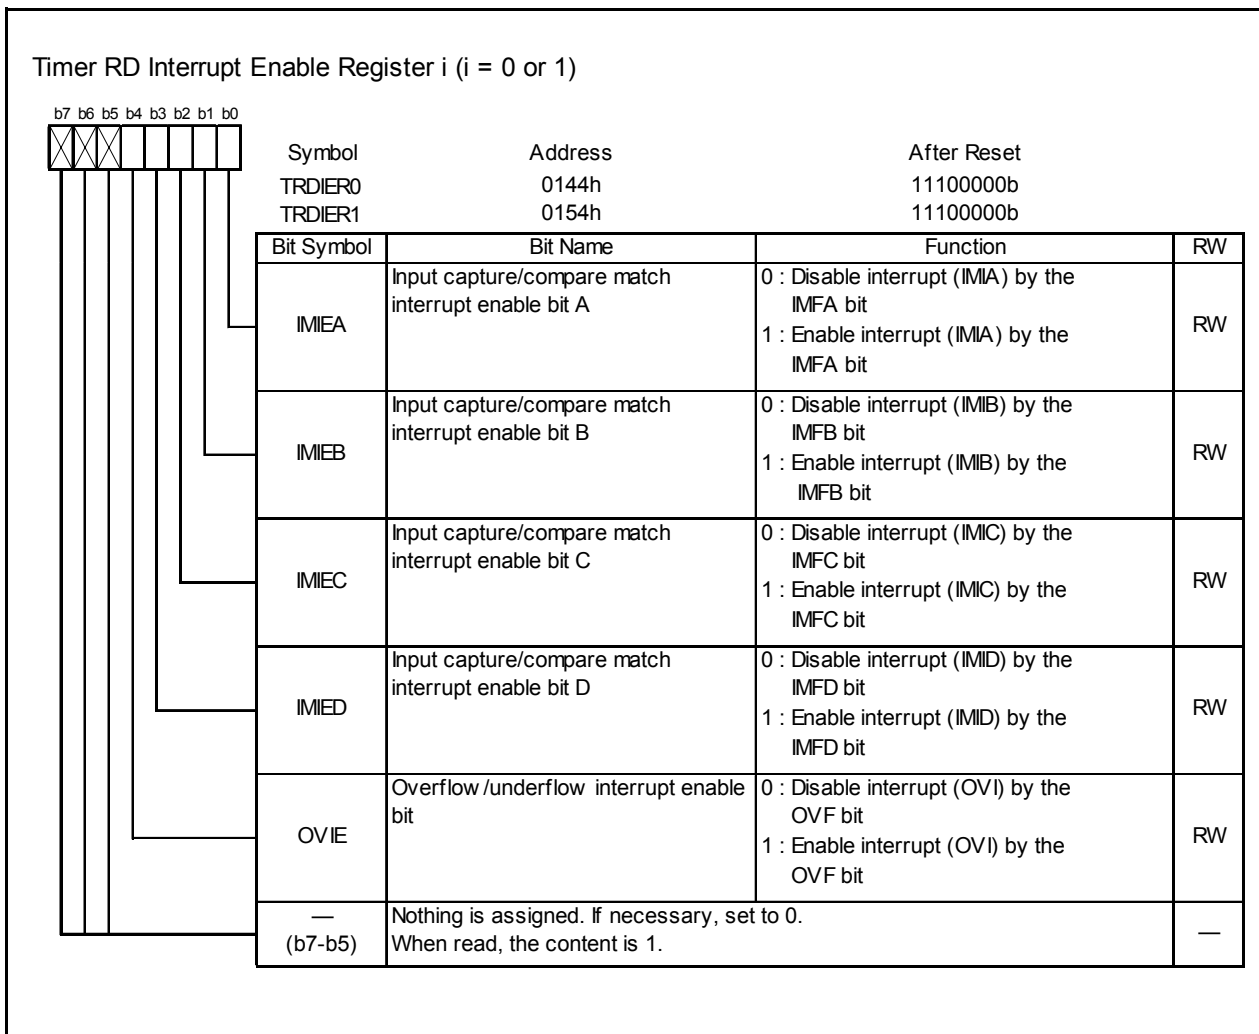 Timer RD Interrupt Enable Register i (i = 0 or 1)
b7 b6 b5 b4 b3 b2 b1 b0
Symbol Address After Reset
TRDIER0 0144h 11100000b
TRDIER1 0154h 11100000b
Bit Symbol Bit Name Function RW
IMIEA
Input capture/compare match
interrupt enable bit A
0 : Disable interrupt (IMIA) by the
IMFA bit
1 : Enable interrupt (IMIA) by the
IMFA bit
RW
IMIEB
Input capture/compare match
interrupt enable bit B
0 : Disable interrupt (IMIB) by the
IMFB bit
1 : Enable interrupt (IMIB) by the
IMFB bit
RW
IMIEC
Input capture/compare match
interrupt enable bit C
0 : Disable interrupt (IMIC) by the
IMFC bit
1 : Enable interrupt (IMIC) by the
IMFC bit
RW
IMIED
Input capture/compare match
interrupt enable bit D
0 : Disable interrupt (IMID) by the
IMFD bit
1 : Enable interrupt (IMID) by the
IMFD bit
RW
OVIE
Overflow/underflow interrupt enable
bit
0 : Disable interrupt (OVI) by the
OVF bit
1 : Enable interrupt (OVI) by the
OVF bit
RW
—
(b7-b5)
Nothing is assigned. If necessary, set to 0.
When read, the content is 1.
—